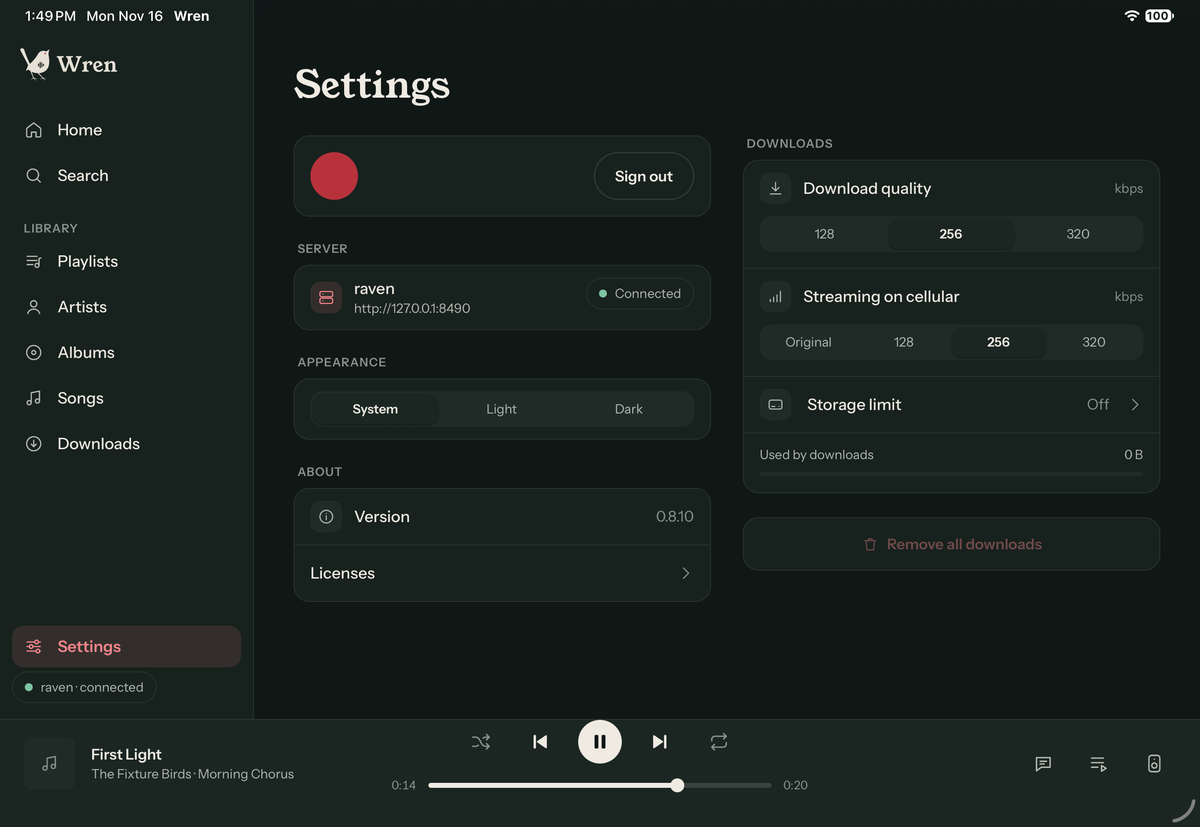 1:49 PM Mon Nov 16 Wren
100
Wren
Home
Search
LIBRARY
Playlists
Artists
Albums
Songs
Downloads
Settings
raven · connected
Settings
Sign out
SERVER
raven
http://127.0.0.1:8490
Connected
APPEARANCE
System Light Dark
ABOUT
Version 0.8.10
Licenses
DOWNLOADS
Download quality kbps
128 256 320
Streaming on cellular kbps
Original 128 256 320
Storage limit Off
Used by downloads 0 B
Remove all downloads
First Light
The Fixture Birds · Morning Chorus
0:14 0:20